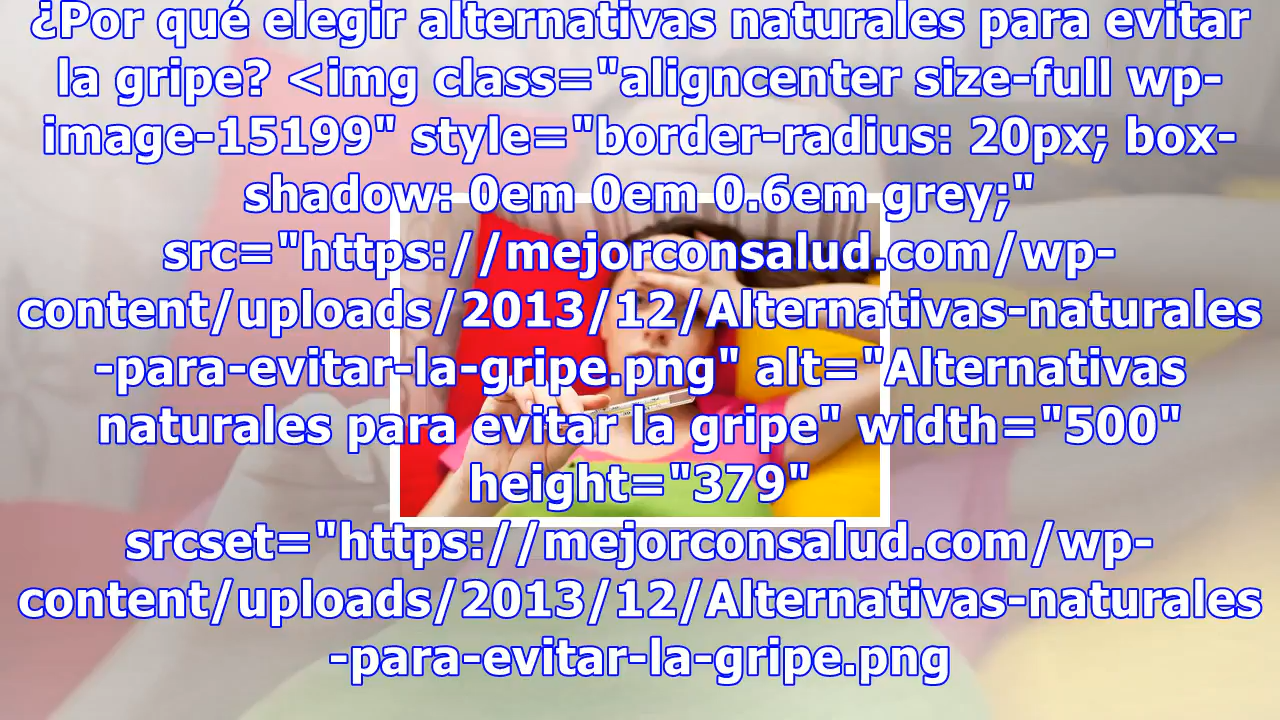 ¿Por qué elegir alternativas naturales para evitar
la gripe? <img class="aligncenter size-full wp-
image-15199" style="border-radius: 20px; box-
shadow: 0em 0em 0.6em grey;"
src="https://mejorconsalud.com/wp-
content/uploads/2013/12/Alternativas-naturales
-para-evitar-la-gripe.png" alt="Alternativas
naturales para evitar la gripe" width="500"
height="379"
srcset="https://mejorconsalud.com/wp-
content/uploads/2013/12/Alternativas-naturales
-para-evitar-la-gripe.png